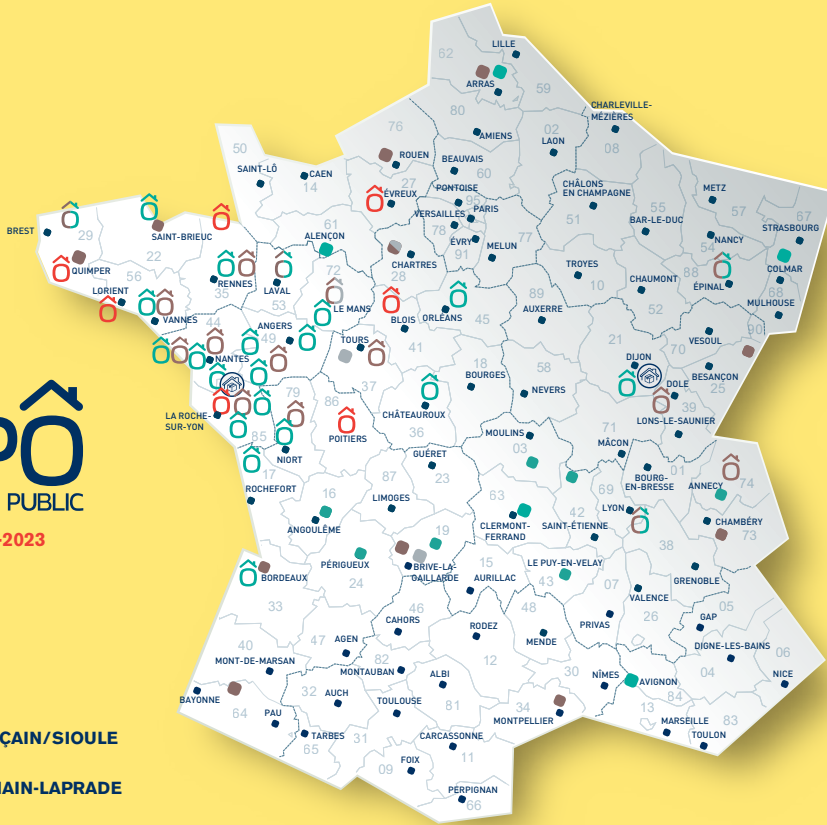 LILLE
62
ARRAS
59
CHARLEVILLE-
MÉZIÈRES
80
76
02
AMIENS
LAON
08
50
ROUEN
BEAUVAIS
SAINT-LÔ
CAEN
14
27
60
ÉVREUX
PONTOISE
95
CHÂLONS
EN CHAMPAGNE
METZ
VERSAILLES
PARIS
55
57
67
BREST
29
SAINT-BRIEUC
61
78
ÉVRY
77
51
BAR-LE-DUC
STRASBOURG
ALENÇON
91
MELUN
NANCY
54
QUIMPER
22
CHARTRES
TROYES
COLMAR
56
72
28
10
CHAUMONT
88
ÉPINAL
LORIENT
RENNES
LAVAL
68
35
53
LE MANS
BLOIS
ORLÉANS
89
52
MULHOUSE
VANNES
44
ANGERS
45
AUXERRE
90
49
TOURS
41
21
VESOUL
NANTES
18
58
DIJON
70
BESANÇON
37
BOURGES
NEVERS
DOLE
25
79
86
CHÂTEAUROUX
39
LA ROCHE-
SUR-YON
LONS-LE-SAUNIER
85
POITIERS
36
MOULINS
71
MÂCON
PÔ
NIORT
GUÉRET
03
17
23
01
PUBLIC
ROCHEFORT
87
BOURG-
EN-BRESSE
ANNECY
74
16
LIMOGES
63
69
-2023
ANGOULÊME
19
CLERMONT-
FERRAND
42
LYON
SAINT-ÉTIENNE
CHAMBÉRY
73
38
PÉRIGUEUX
BRIVE-LA-
GAILLARDE
15
LE PUY-EN-VELAY
GRENOBLE
BORDEAUX
24
AURILLAC
43
07
VALENCE
33
46
48
26
05
CAHORS
RODEZ
PRIVAS
GAP
40
47
AGEN
MENDE
DIGNE-LES-BAINS
06
MONT-DE-MARSAN
82
12
30
04
MONTAUBAN
ALBI
NÎMES
AVIGNON
NICE
BAYONNE
32
AUCH
84
64
TOULOUSE
81
34
13
PAU
MONTPELLIER
MARSEILLE
83
TARBES
31
CARCASSONNE
TOULON
ÇAIN/SIOULE
65
09
FOIX
11
MAIN-LAPRADE
PERPIGNAN
66